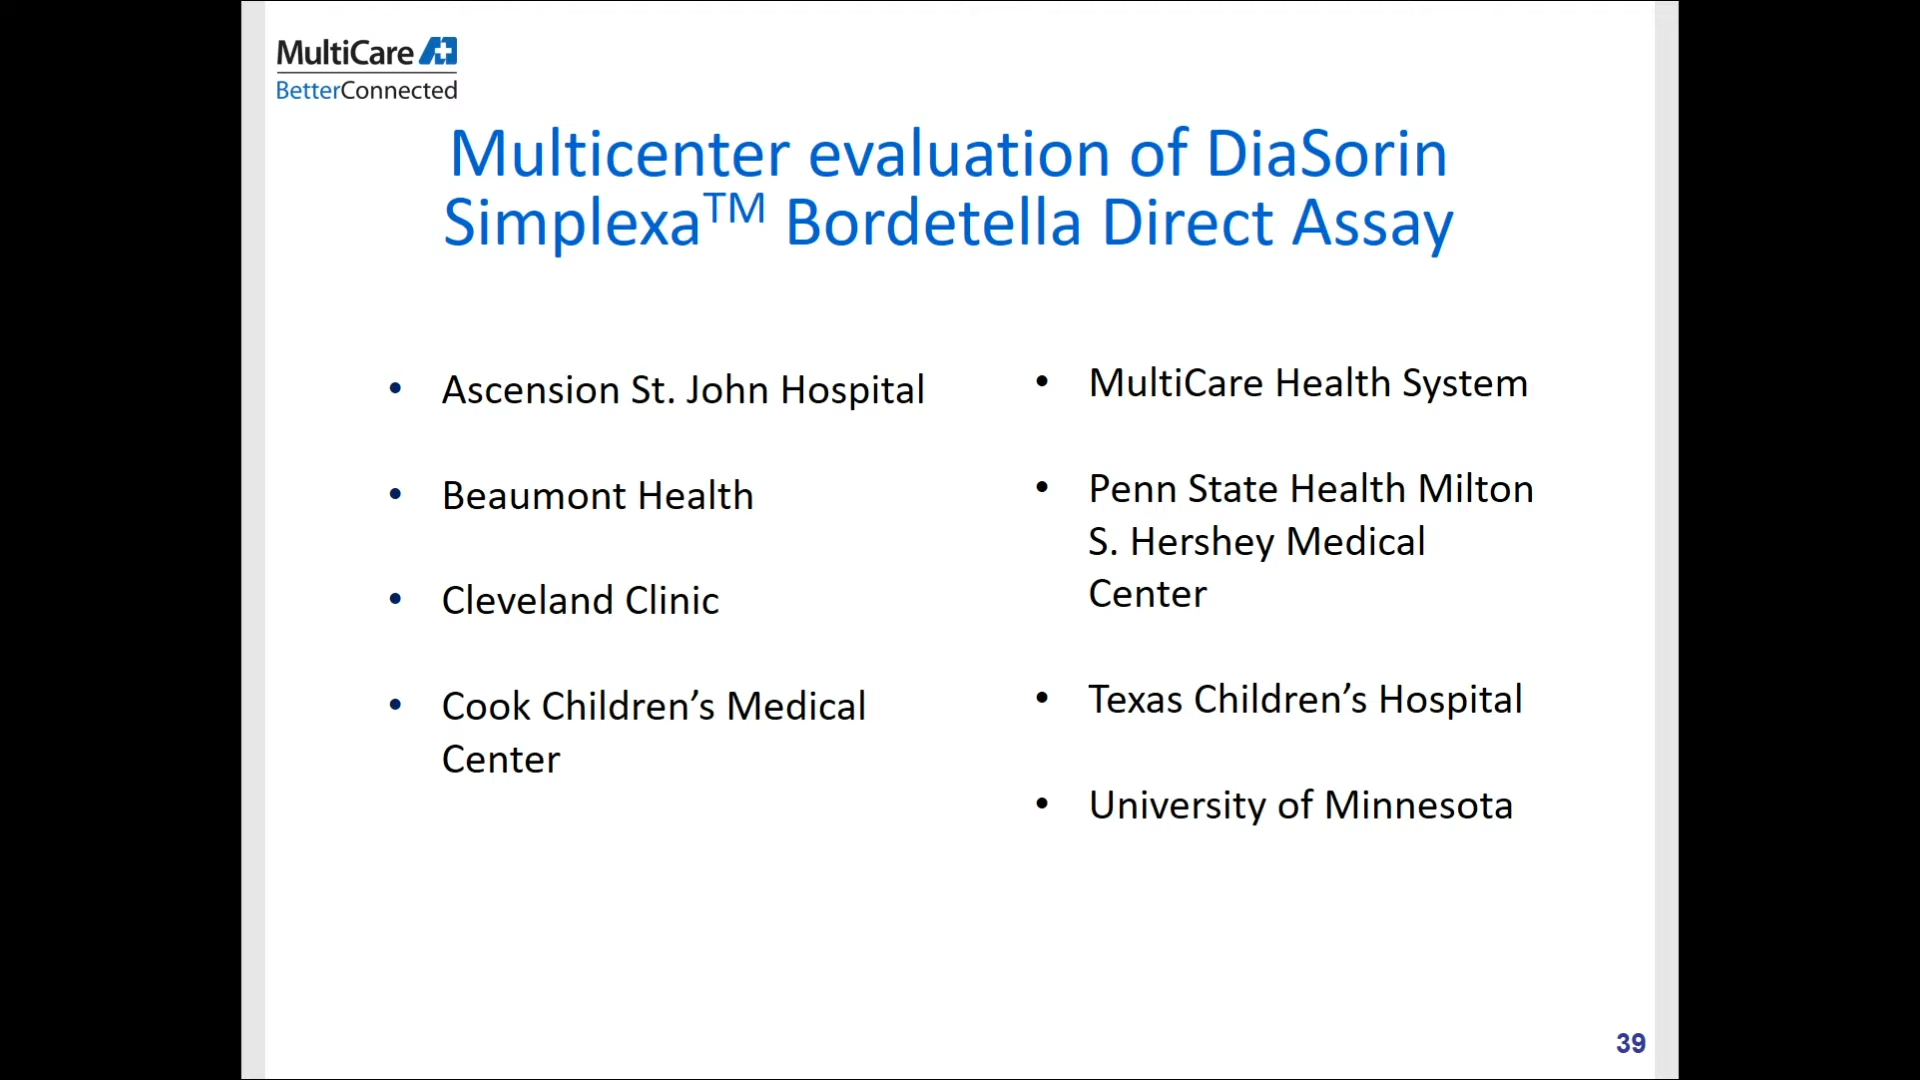 MultiCare
BetterConnected
Multicenter evaluation of DiaSorin
Simplexa™ Bordetella Direct Assay
• Ascension St. John Hospital
• Beaumont Health
• Cleveland Clinic
• Cook Children’s Medical
Center
• MultiCare Health System
• Penn State Health Milton
S. Hershey Medical
Center
• Texas Children’s Hospital
• University of Minnesota
39